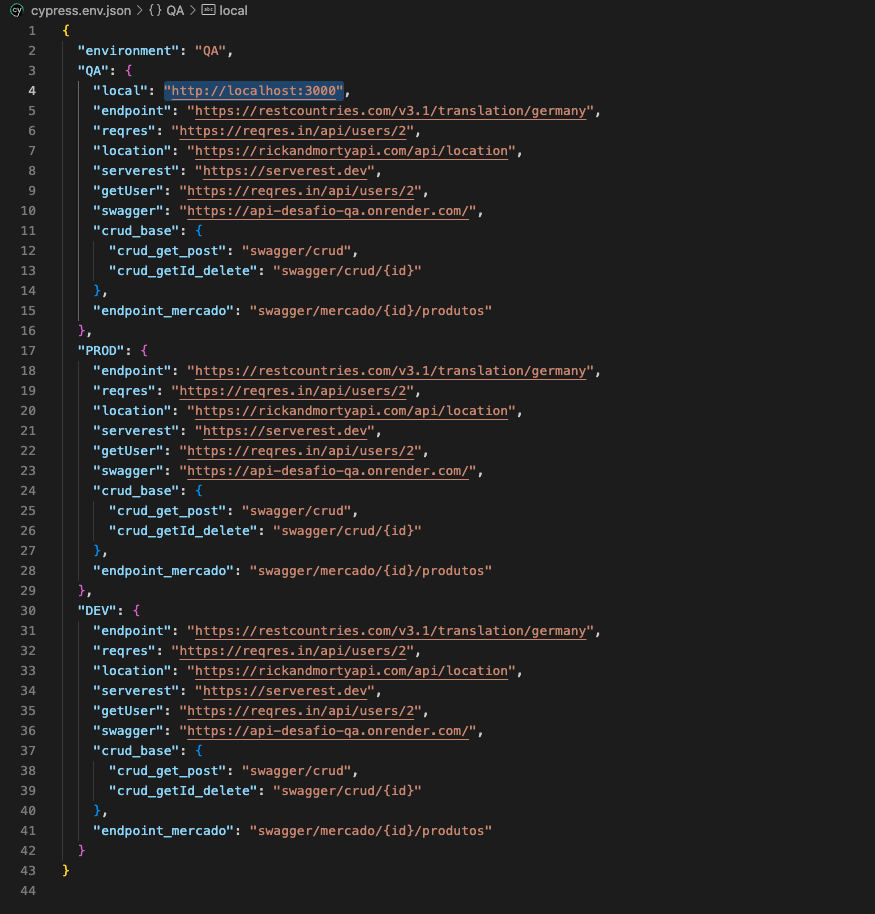 cypress.env.json > {} QA > abc local
1 {
2 "environment": "QA",
3 "QA": {
4 "local": "http://localhost:3000",
5 "endpoint": "https://restcountries.com/v3.1/translation/germany",
6 "reqres": "https://reqres.in/api/users/2",
7 "location": "https://rickandmortyapi.com/api/location",
8 "serverest": "https://serverest.dev",
9 "getUser": "https://reqres.in/api/users/2",
10 "swagger": "https://api-desafio-qa.onrender.com/",
11 "crud_base": {
12 "crud_get_post": "swagger/crud",
13 "crud_getId_delete": "swagger/crud/{id}"
14 },
15 "endpoint_mercado": "swagger/mercado/{id}/produtos"
16 },
17 "PROD": {
18 "endpoint": "https://restcountries.com/v3.1/translation/germany",
19 "reqres": "https://reqres.in/api/users/2",
20 "location": "https://rickandmortyapi.com/api/location",
21 "serverest": "https://serverest.dev",
22 "getUser": "https://reqres.in/api/users/2",
23 "swagger": "https://api-desafio-qa.onrender.com/",
24 "crud_base": {
25 "crud_get_post": "swagger/crud",
26 "crud_getId_delete": "swagger/crud/{id}"
27 },
28 "endpoint_mercado": "swagger/mercado/{id}/produtos"
29 },
30 "DEV": {
31 "endpoint": "https://restcountries.com/v3.1/translation/germany",
32 "reqres": "https://reqres.in/api/users/2",
33 "location": "https://rickandmortyapi.com/api/location",
34 "serverest": "https://serverest.dev",
35 "getUser": "https://reqres.in/api/users/2",
36 "swagger": "https://api-desafio-qa.onrender.com/",
37 "crud_base": {
38 "crud_get_post": "swagger/crud",
39 "crud_getId_delete": "swagger/crud/{id}"
40 },
41 "endpoint_mercado": "swagger/mercado/{id}/produtos"
42 }
43 }
44